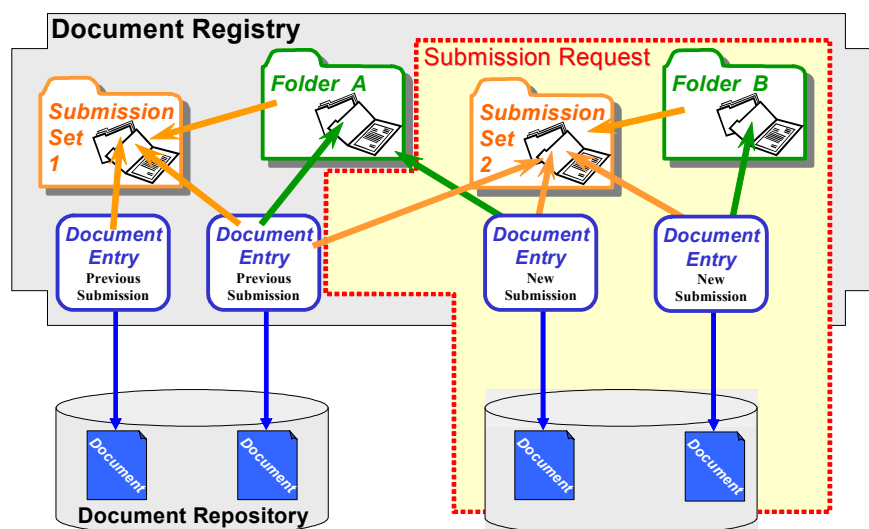 Document Registry
Submission Request
Submission
Set
1
Folder A
Submission
Set
2
Folder B
Document
Entry
Previous
Submission
Document
Entry
Previous
Submission
Document
Entry
New
Submission
Document
Entry
New
Submission
Document
Document
Document
Document
Document Repository